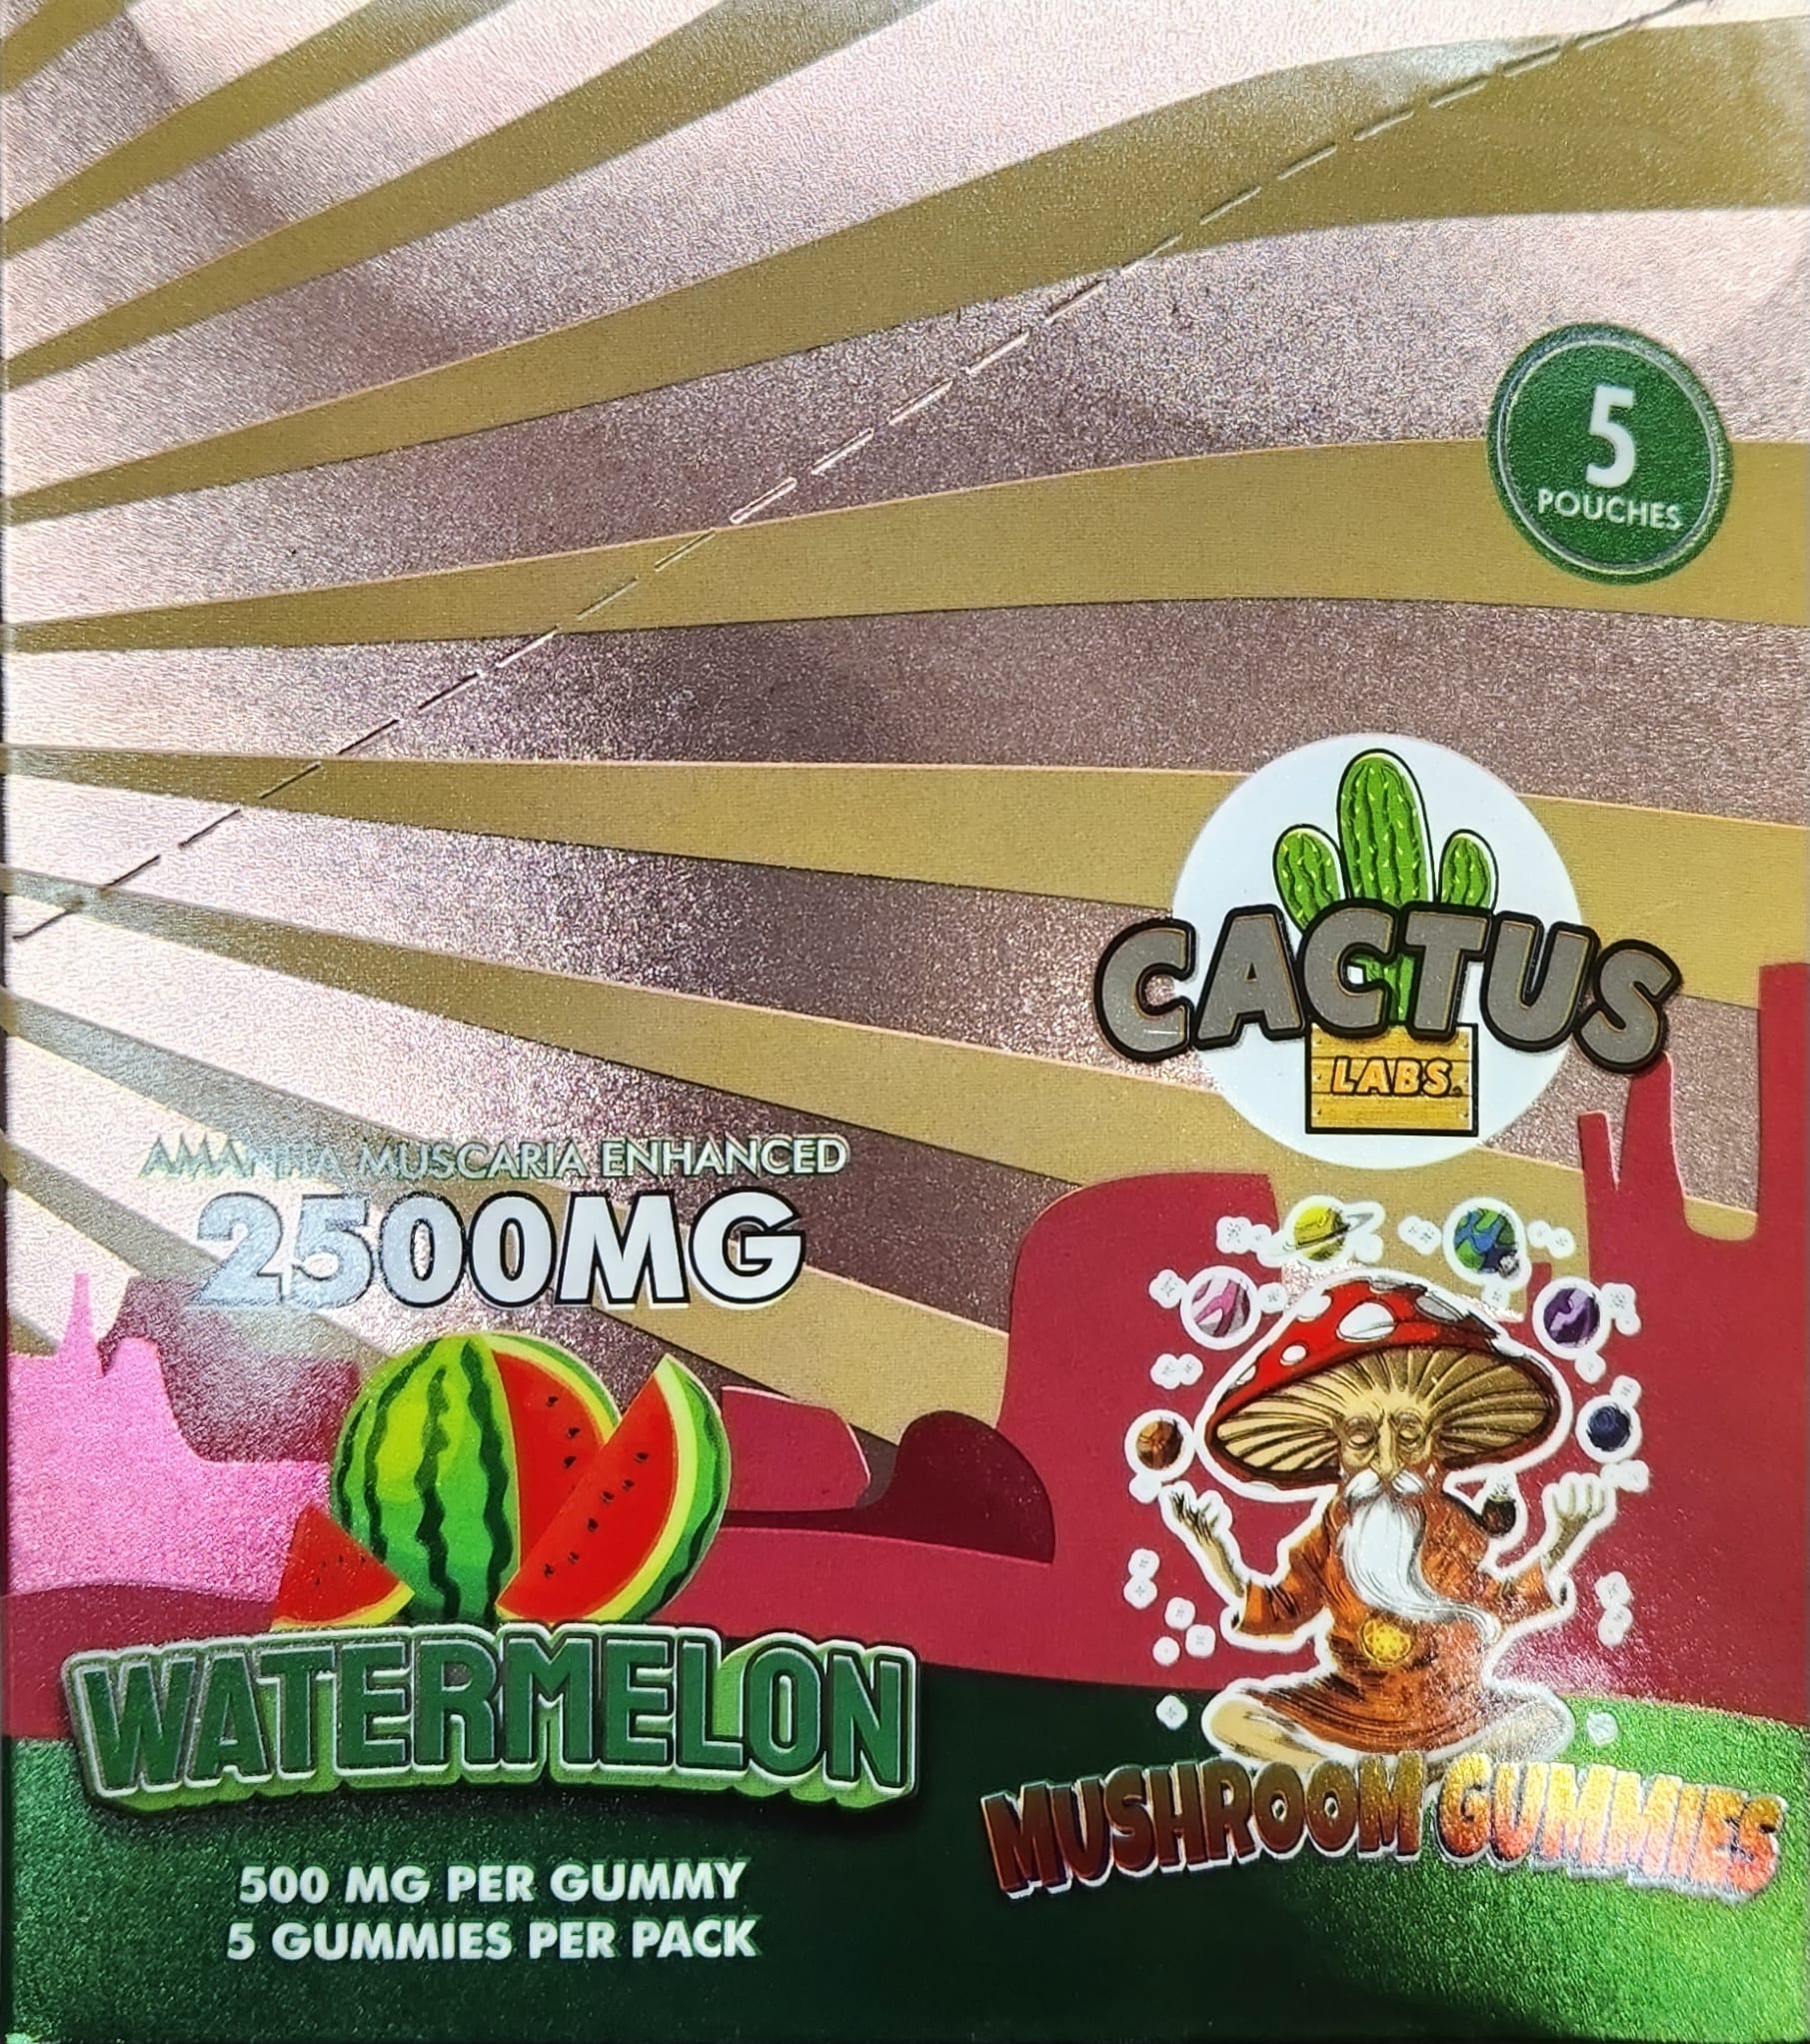 5
POUCHES
CACTUS
LABS.
AMANITA MUSCARIA ENHANCED
2500MG
WATERMELON
500 MG PER GUMMY
5 GUMMIES PER PACK
MUSHROOM GUMMIES